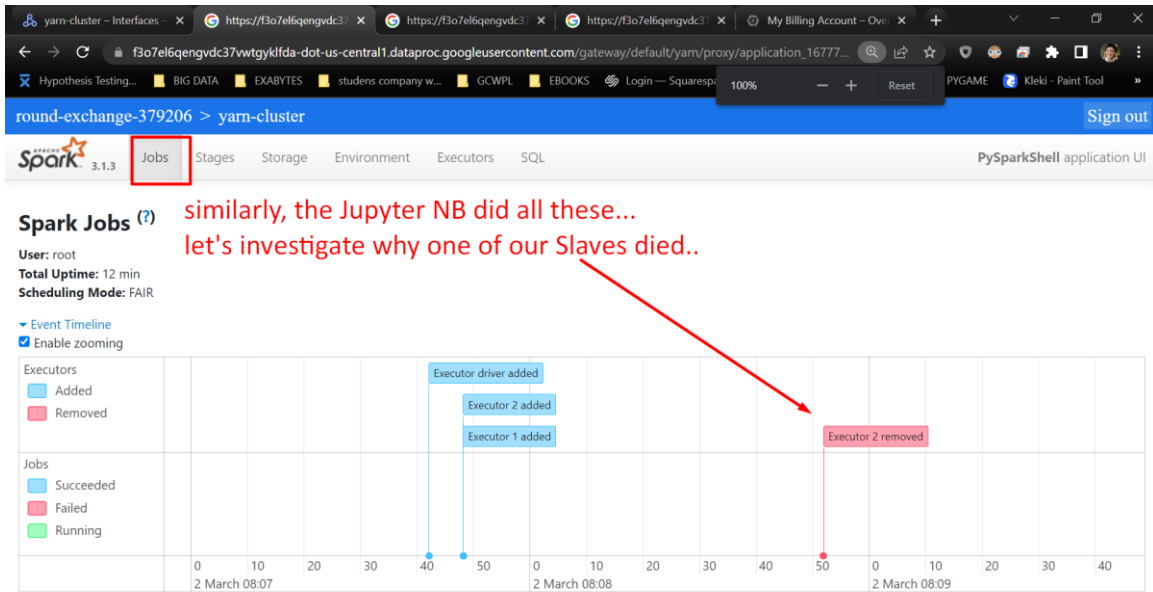 yarn-cluster – Interfaces –
https://f3o7el6qengvdc37
https://f3o7el6qengvdc37
https://f3o7el6qengvdc37
My Billing Account – Ove
f3o7el6qengvdc37vwtgyklfda-dot-us-central1.dataproc.googleusercontent.com/gateway/default/yarn/proxy/application_16777...
Hypothesis Testing...
BIG DATA
EXABYTES
studens company w...
GCWPL
EBOOKS
Login — Squarespa
100%
Reset
PYGAME
Kleki - Paint Tool
»
round-exchange-379206 > yarn-cluster
Sign out
APACHE
Spark 3.1.3
Jobs
Stages
Storage
Environment
Executors
SQL
PySparkShell application UI
similarly, the Jupyter NB did all these...
let's investigate why one of our Slaves died..
Spark Jobs (?)
User: root
Total Uptime: 12 min
Scheduling Mode: FAIR
Event Timeline
Enable zooming
Executors
Added
Removed
Executor driver added
Executor 2 added
Executor 1 added
Executor 2 removed
Jobs
Succeeded
Failed
Running
0 10 20 30 40 50 0 10 20 30 40 50 0 10 20 30 40
2 March 08:07 2 March 08:08 2 March 08:09